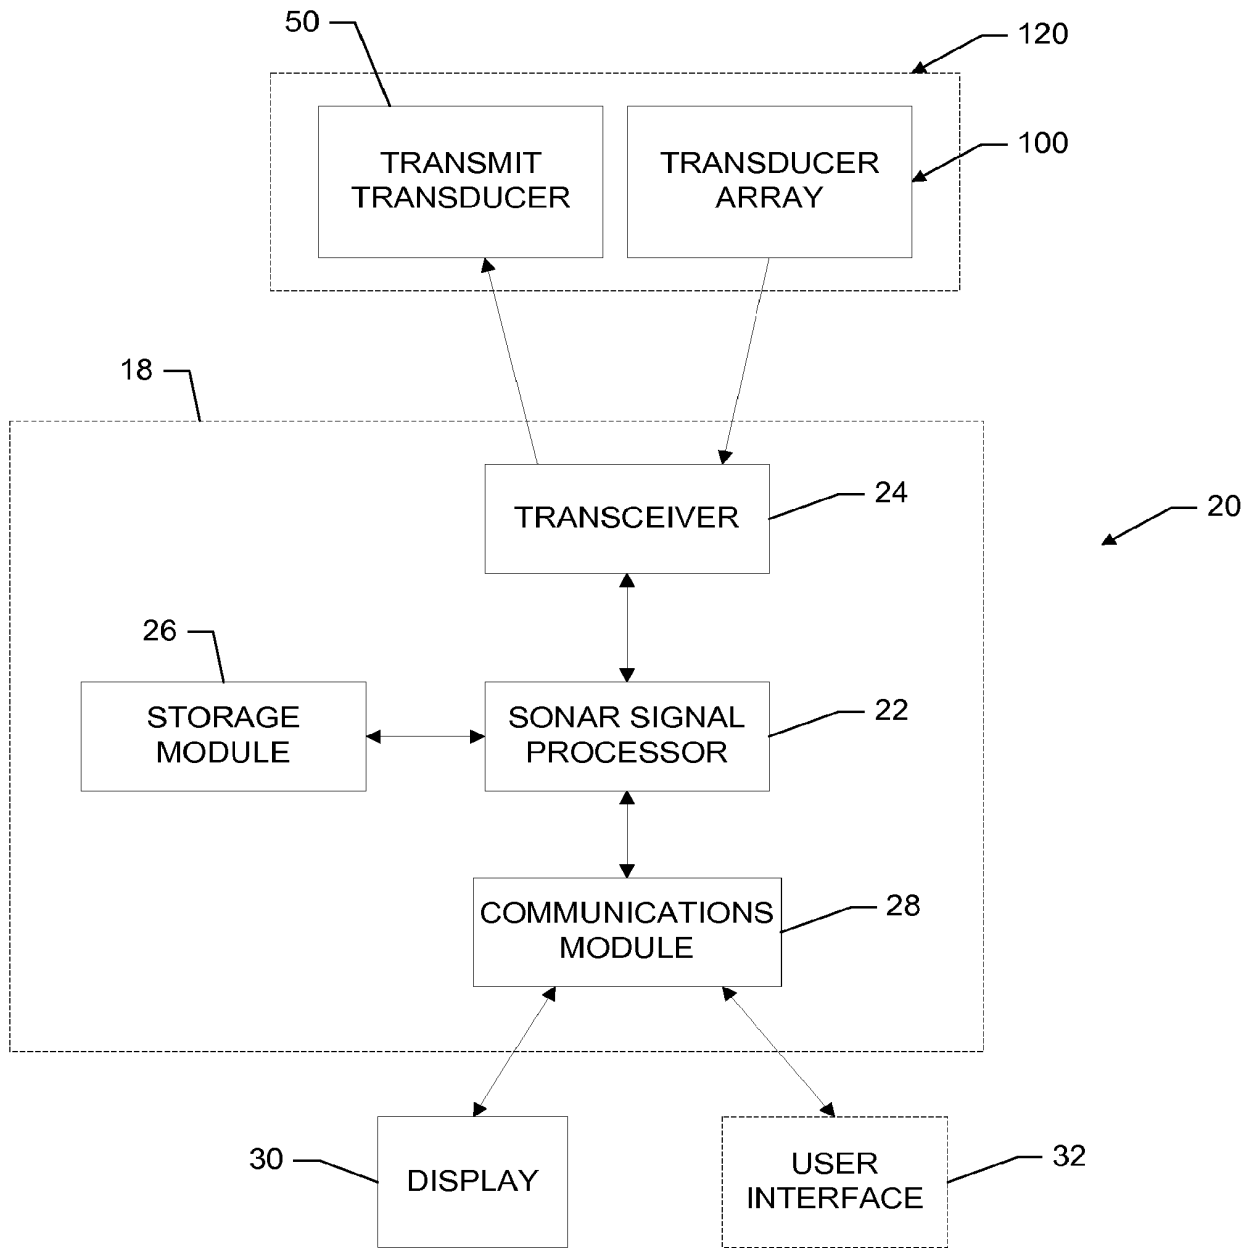 50
120
TRANSMIT
TRANSDUCER
TRANSDUCER
ARRAY
100
18
TRANSCEIVER
24
20
26
STORAGE
MODULE
SONAR SIGNAL
PROCESSOR
22
COMMUNICATIONS
MODULE
28
30
DISPLAY
USER
INTERFACE
32